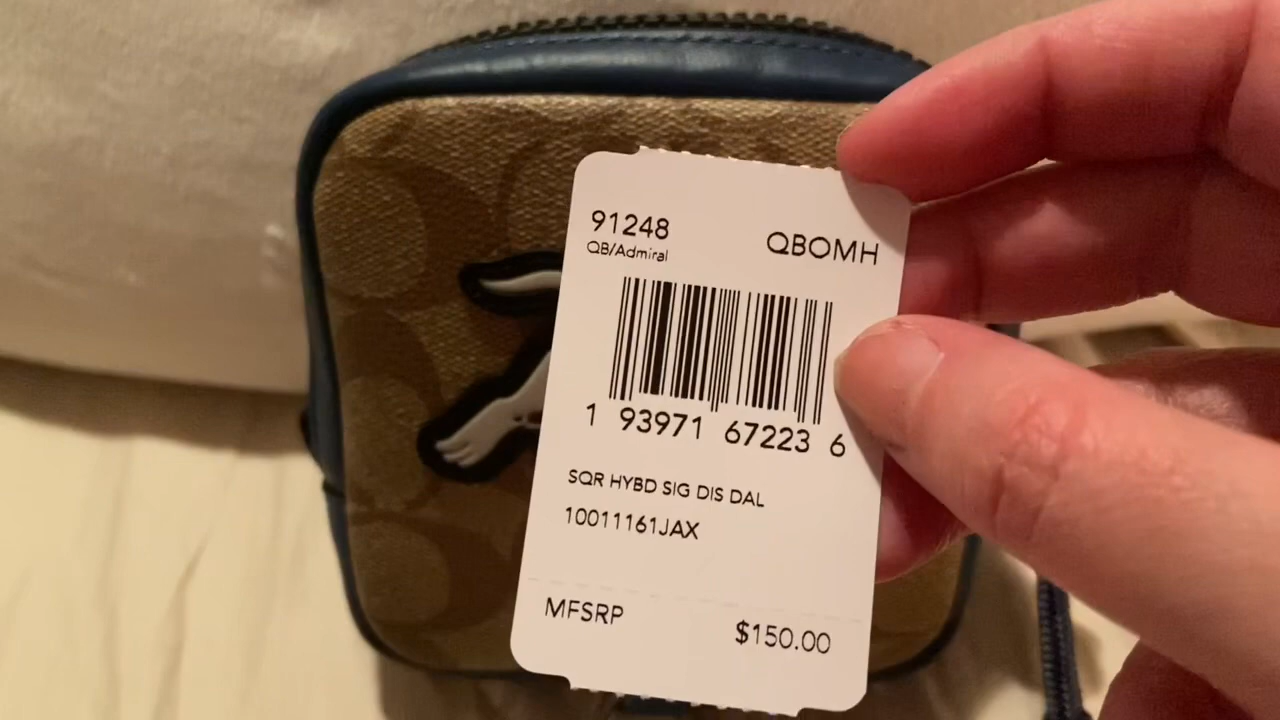 91248
QB/Admiral
QBOMH
1 93971 67223 6
SQR HYBD SIG DIS DAL
10011161JAX
MFSRP
$150.00